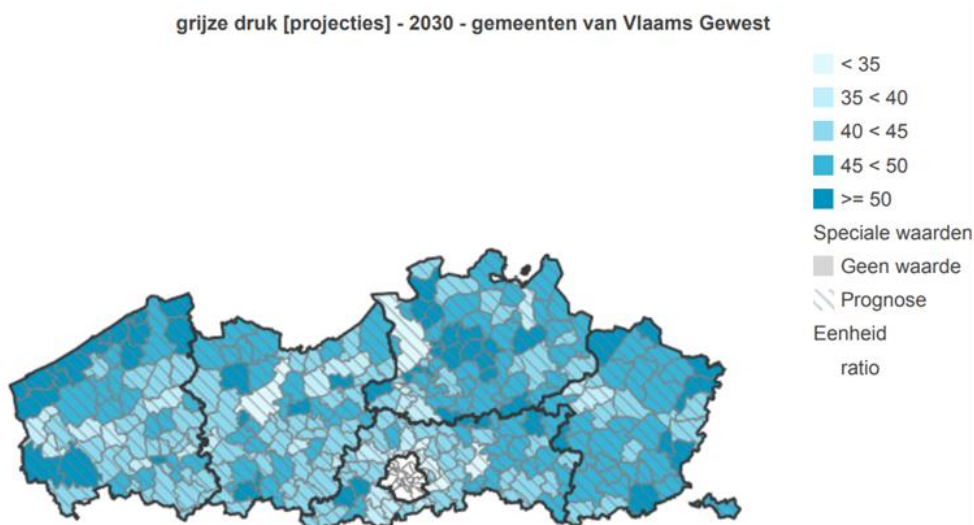 grijze druk [projecties] - 2030 - gemeenten van Vlaams Gewest
< 35
35 < 40
40 < 45
45 < 50
>= 50
Speciale waarden
Geen waarde
Prognose
Eenheid
ratio